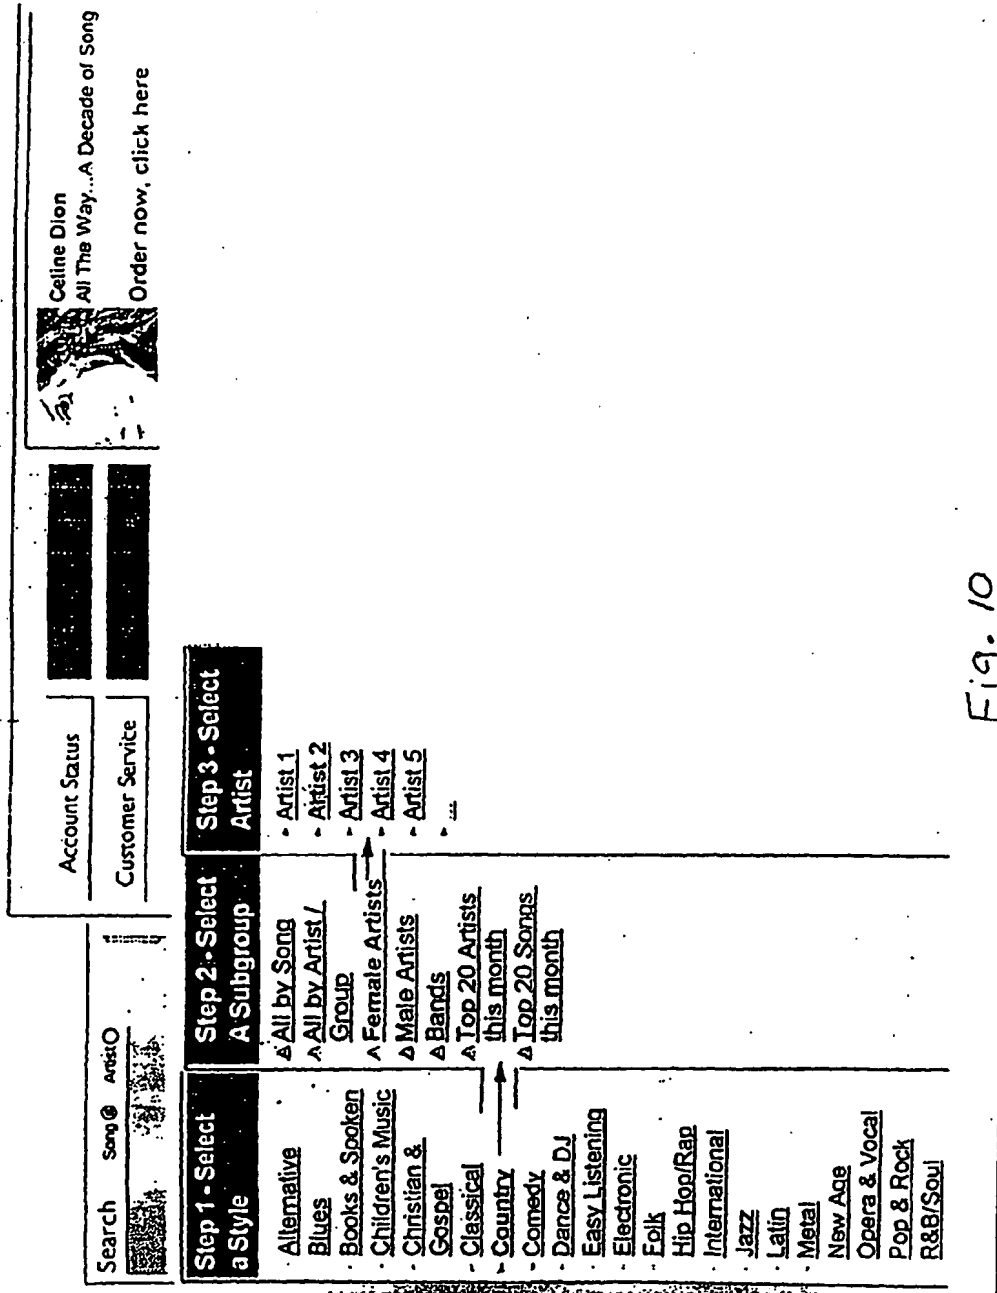 Celine Dion
All The Way...A Decade of Song
Order now, click here
Account Status
Customer Service
Search Song Artist
Step 1 - Select
a Style
Alternative
Blues
Books & Spoken
Children's Music
Christian &
Gospel
Classical
Country
Comedy
Dance & DJ
Easy Listening
Electronic
Folk
Hip Hop/Rap
International
Jazz
Latin
Metal
New Age
Opera & Vocal
Pop & Rock
R&B/Soul
Step 2 - Select
A Subgroup
All by Song
All by Artist /
Group
Female Artists
Male Artists
Bands
Top 20 Artists
this month
Top 20 Songs
this month
Step 3 - Select
Artist
Artist 1
Artist 2
Artist 3
Artist 4
Artist 5
...
Fig. 10